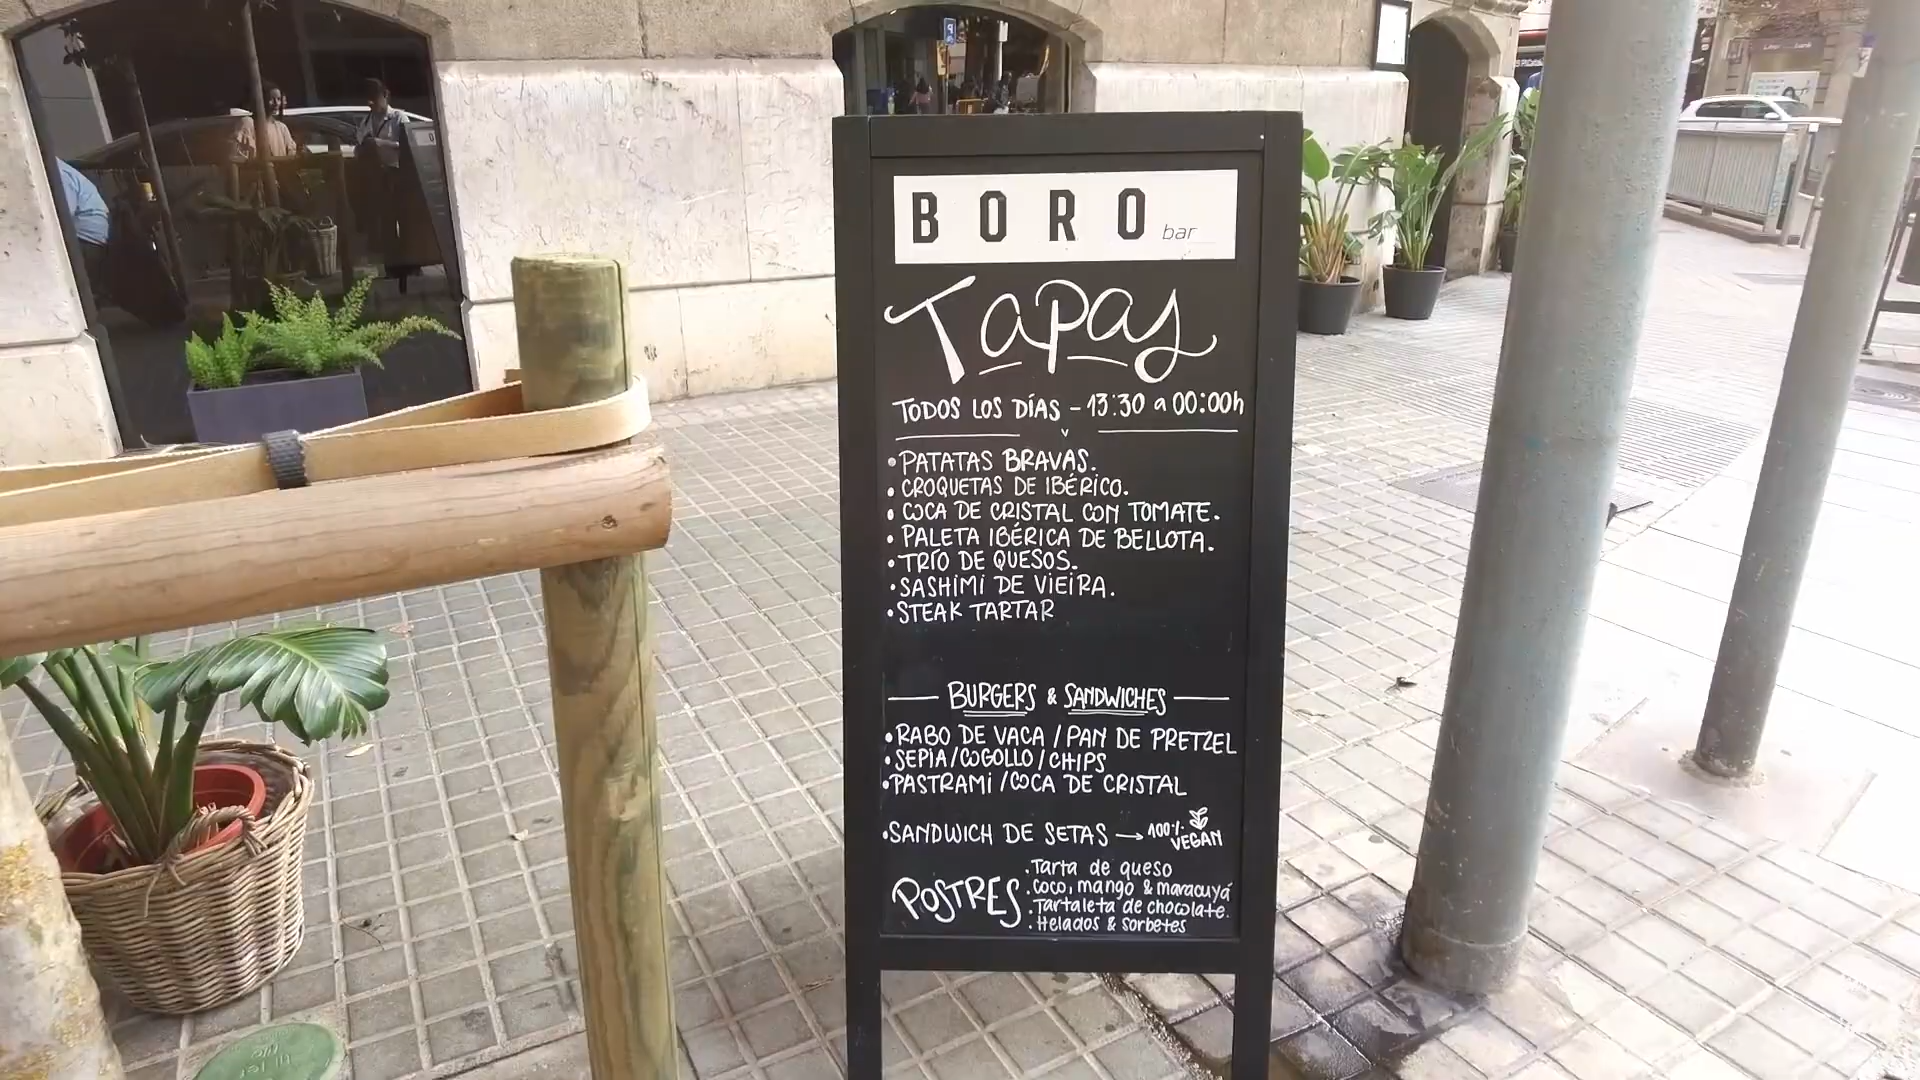 BORO bar
Tapas
TODOS LOS DÍAS - 13:30 a 00:00h
• PATATAS BRAVAS.
• CROQUETAS DE IBÉRICO.
• COCA DE CRISTAL CON TOMATE.
• PALETA IBÉRICA DE BELLOTA.
• TRÍO DE QUESOS.
• SASHIMI DE VIEIRA.
• STEAK TARTAR
BURGERS & SANDWICHES
• RABO DE VACA / PAN DE PRETZEL
• SEPIA/COGOLLO/CHIPS
• PASTRAMI / COCA DE CRISTAL
• SANDWICH DE SETAS → 100% VEGAN
POSTRES
. Tarta de queso
. coco, mango & maracuyá
. Tartaleta de chocolate.
. Helados & sorbetes